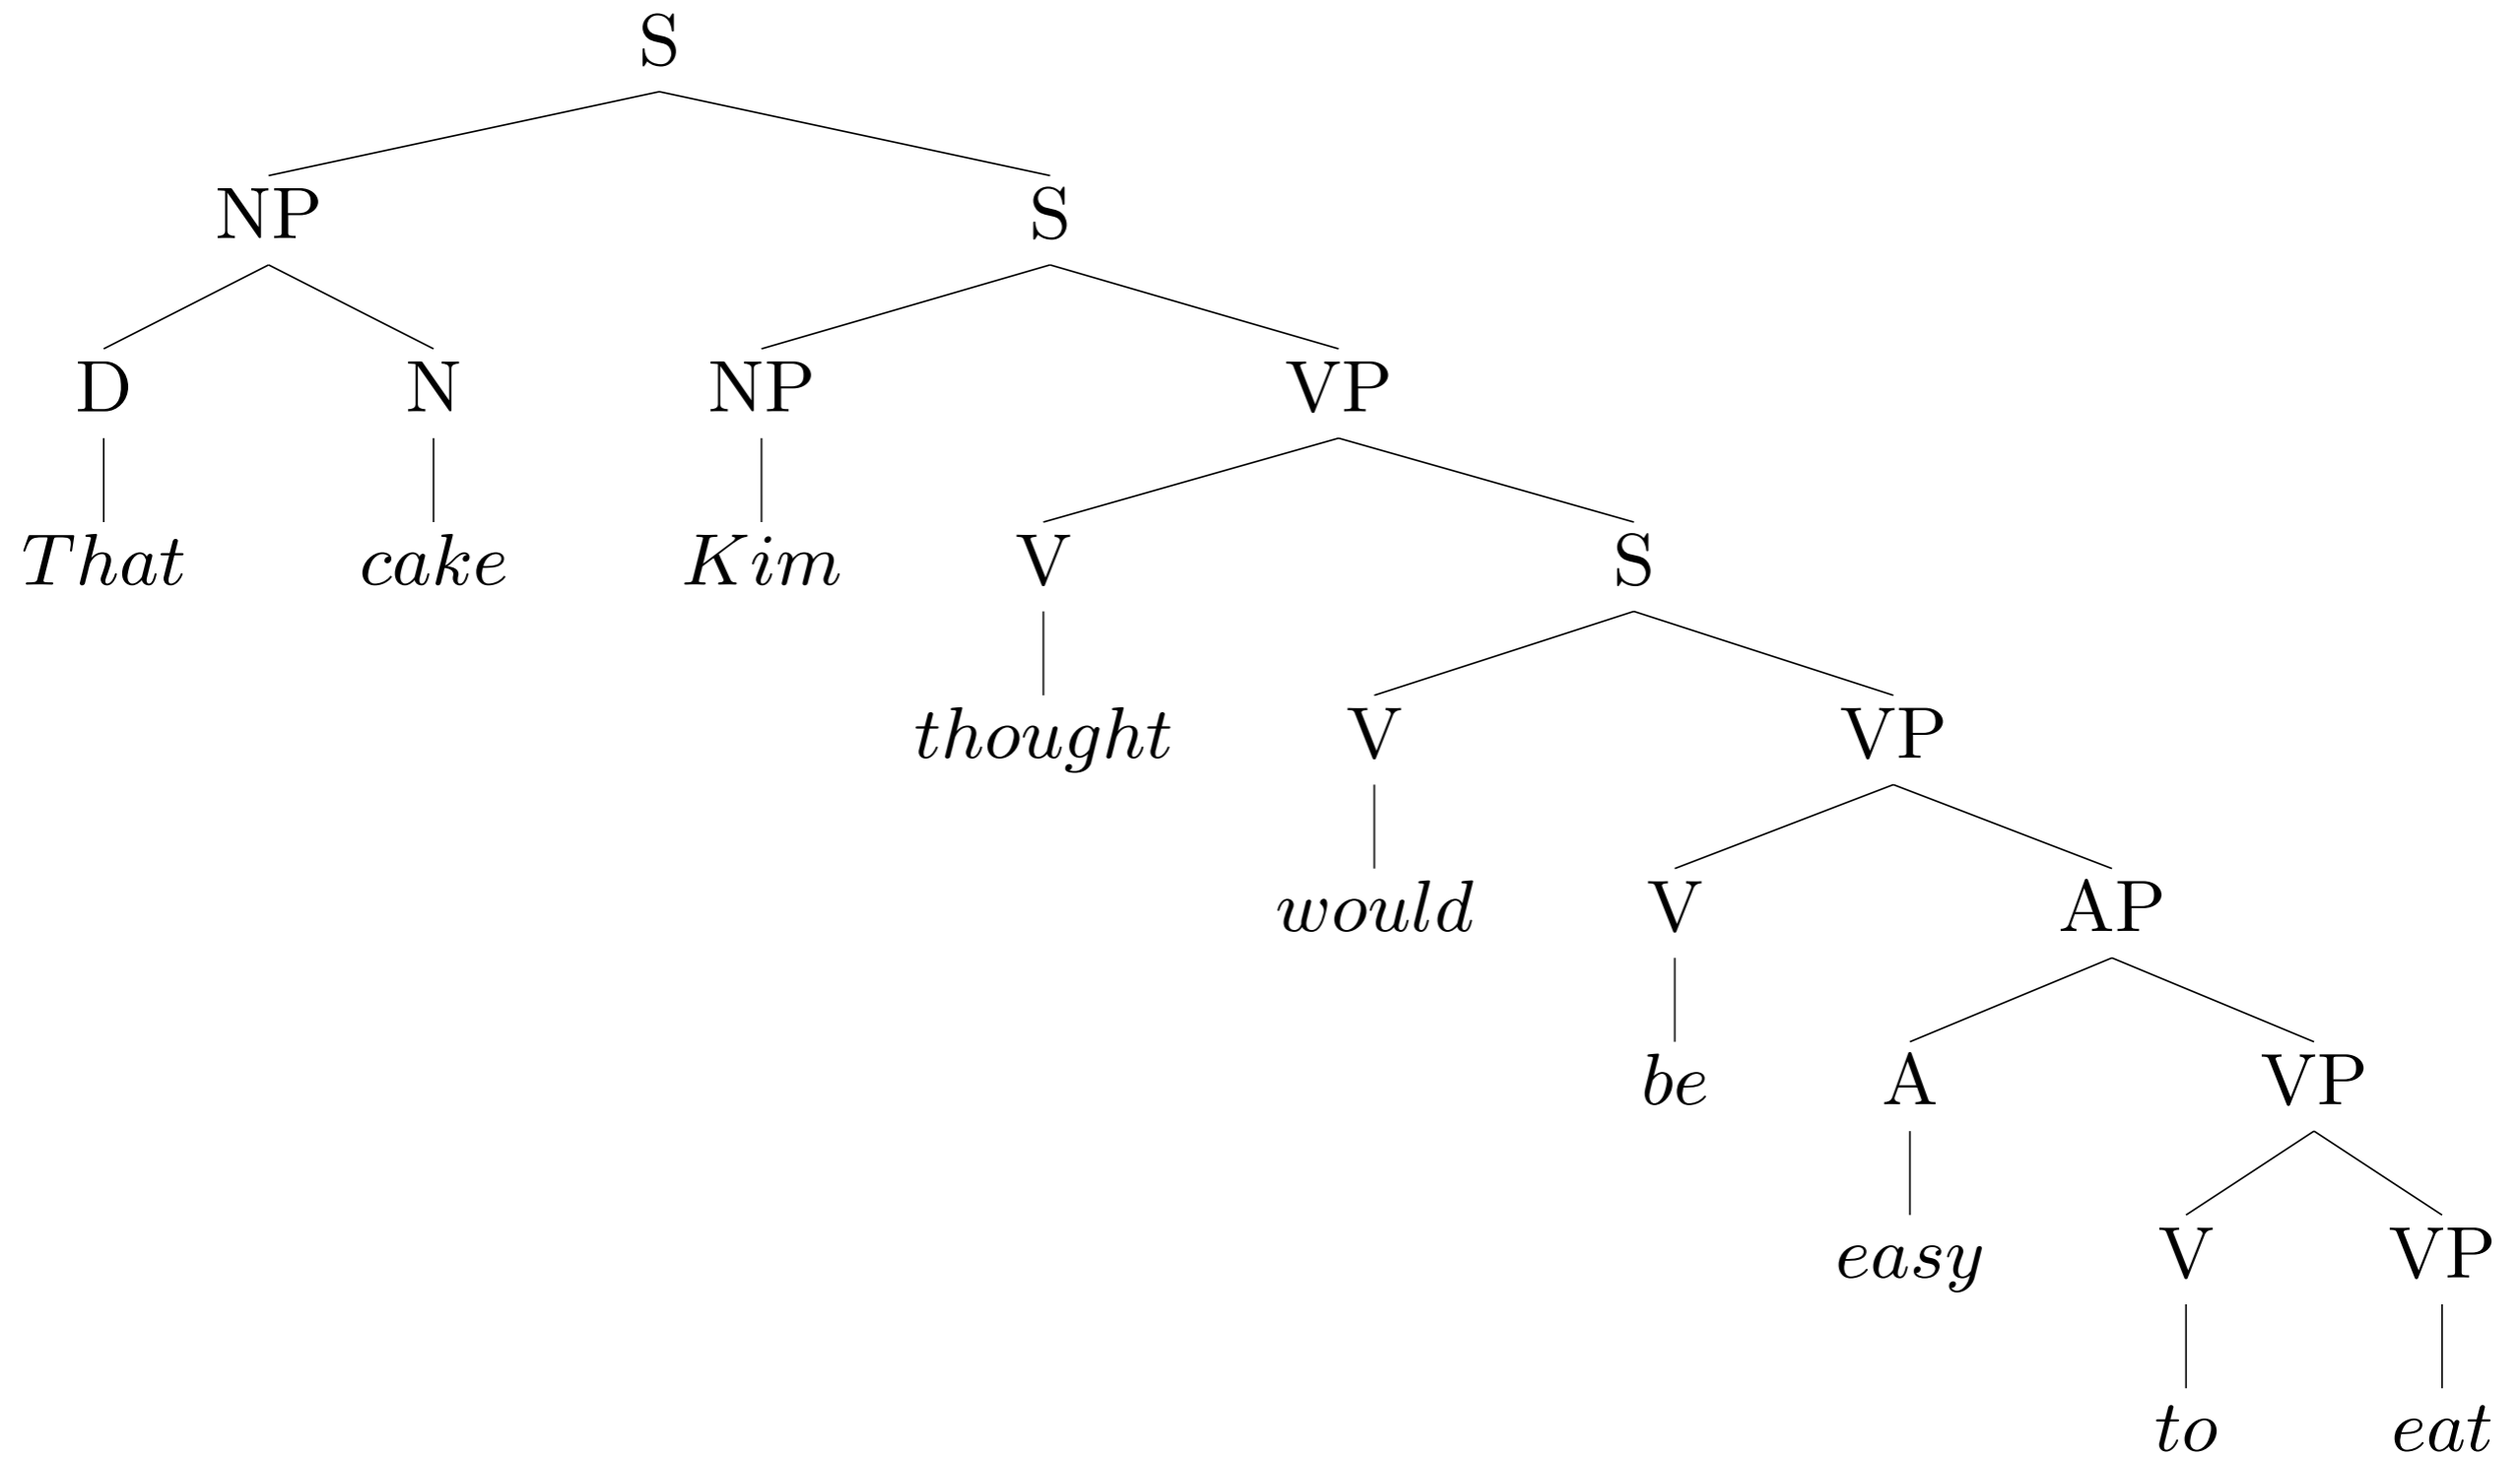 S
NP S
D N NP VP
That cake Kim V S
thought V VP
would V AP
be A VP
easy V VP
to eat